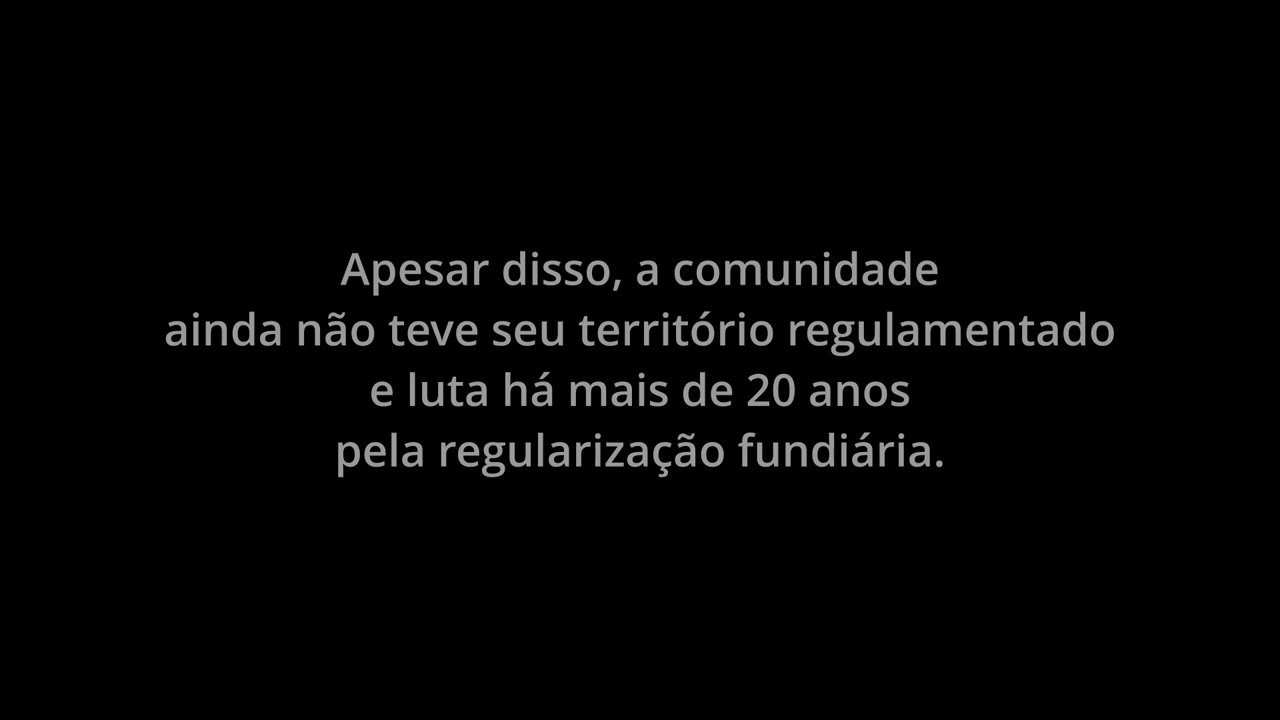 Apesar disso, a comunidade
ainda não teve seu território regulamentado
e luta há mais de 20 anos
pela regularização fundiária.